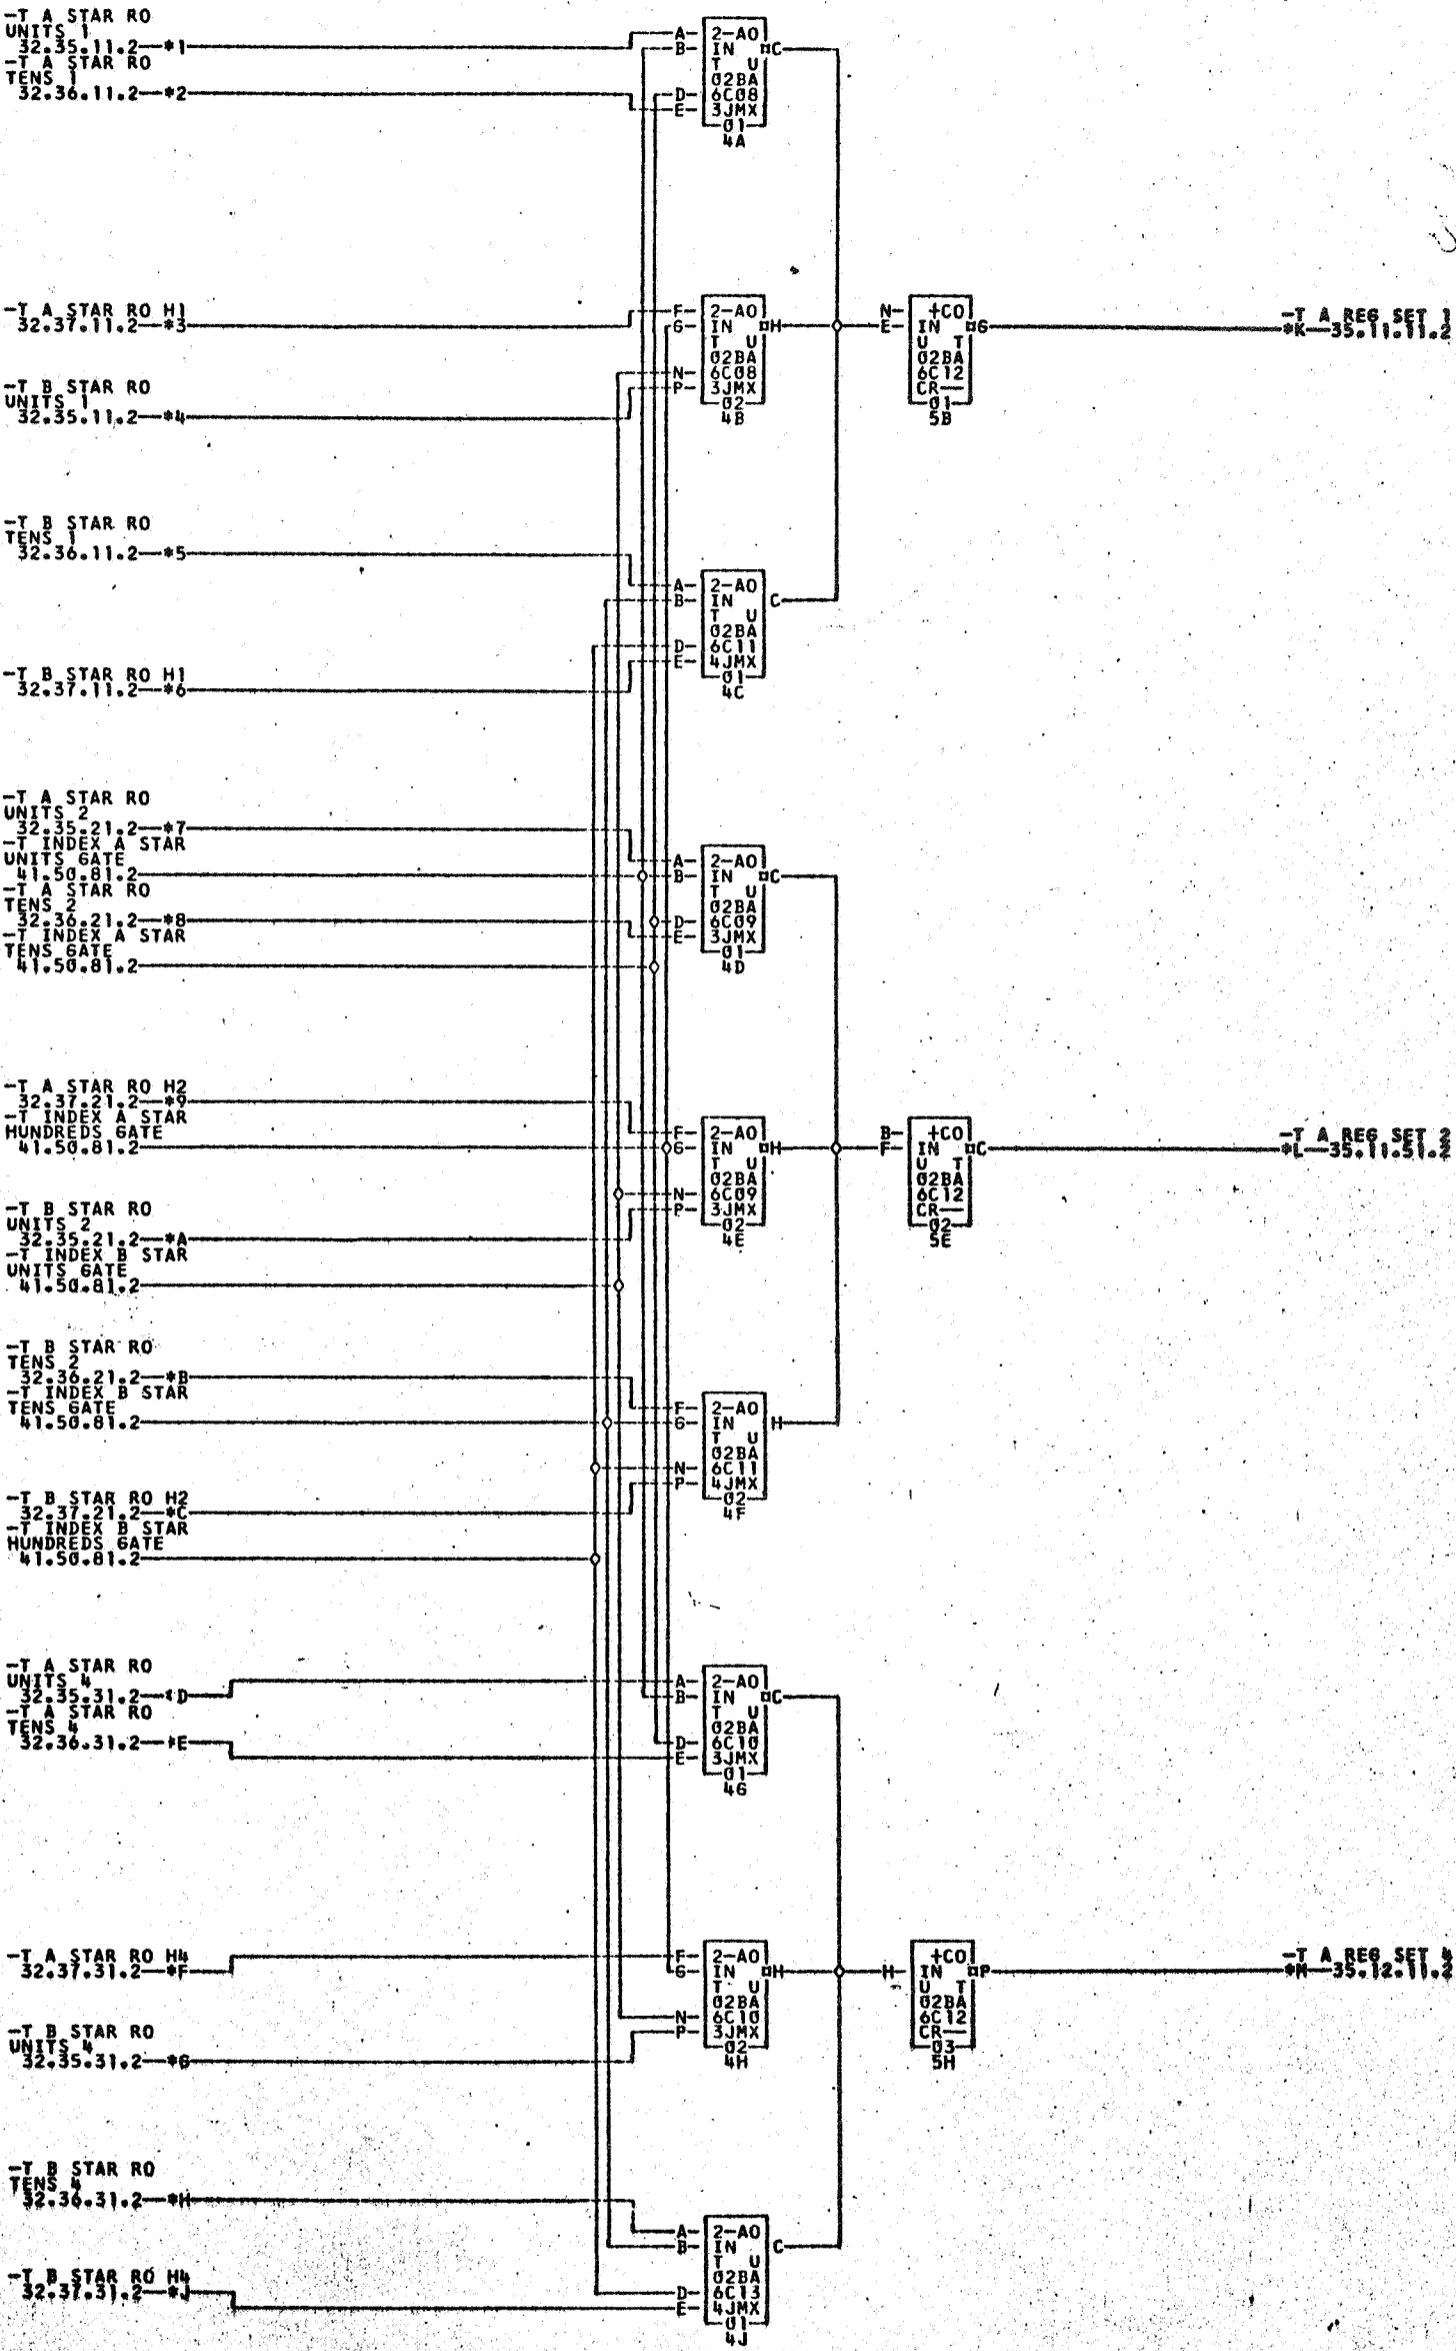 -T A STAR RO
UNITS 1
32.35.11.2—*1
-T A STAR RO
TENS 1
32.36.11.2—*2
A- 2-AO
B- IN C
T U
02BA
D- 6C08
E- 3JMX
01
4A
-T A STAR RO H1
32.37.11.2—*3
-T B STAR RO
UNITS 1
32.35.11.2—*4
F- 2-AO
G- IN H
T U
02BA
N- 6C08
P- 3JMX
02
4B
N- +CO
E- IN G
U T
02BA
6C12
CR—
01
5B
-T A REG SET 1
*K—35.11.11.2
-T B STAR RO
TENS 1
32.36.11.2—*5
-T B STAR RO H1
32.37.11.2—*6
A- 2-AO
B- IN C
T U
02BA
D- 6C11
E- 4JMX
01
4C
-T A STAR RO
UNITS 2
32.35.21.2—*7
-T INDEX A STAR
UNITS GATE
41.50.81.2
-T A STAR RO
TENS 2
32.36.21.2—*8
-T INDEX A STAR
TENS GATE
41.50.81.2
A- 2-AO
B- IN C
T U
02BA
D- 6C09
E- 3JMX
01
4D
-T A STAR RO H2
32.37.21.2—*9
-T INDEX A STAR
HUNDREDS GATE
41.50.81.2
-T B STAR RO
UNITS 2
32.35.21.2—*A
-T INDEX B STAR
UNITS GATE
41.50.81.2
F- 2-AO
G- IN H
T U
02BA
N- 6C09
P- 3JMX
02
4E
B- +CO
F- IN C
U T
02BA
6C12
CR—
02
5E
-T A REG SET 2
*L—35.11.51.2
-T B STAR RO
TENS 2
32.36.21.2—*B
-T INDEX B STAR
TENS GATE
41.50.81.2
-T B STAR RO H2
32.37.21.2—*C
-T INDEX B STAR
HUNDREDS GATE
41.50.81.2
F- 2-AO
G- IN H
T U
02BA
N- 6C11
P- 4JMX
02
4F
-T A STAR RO
UNITS 4
32.35.31.2—*D
-T A STAR RO
TENS 4
32.36.31.2—*E
A- 2-AO
B- IN C
T U
02BA
D- 6C10
E- 3JMX
01
4G
-T A STAR RO H4
32.37.31.2—*F
-T B STAR RO
UNITS 4
32.35.31.2—*G
F- 2-AO
G- IN H
T U
02BA
N- 6C10
P- 3JMX
02
4H
+CO
H- IN P
U T
02BA
6C12
CR—
03
5H
-T A REG SET 4
*M—35.12.11.2
-T B STAR RO
TENS 4
32.36.31.2—*H
-T B STAR RO H4
32.37.31.2—*J
A- 2-AO
B- IN C
T U
02BA
D- 6C13
E- 4JMX
01
4J